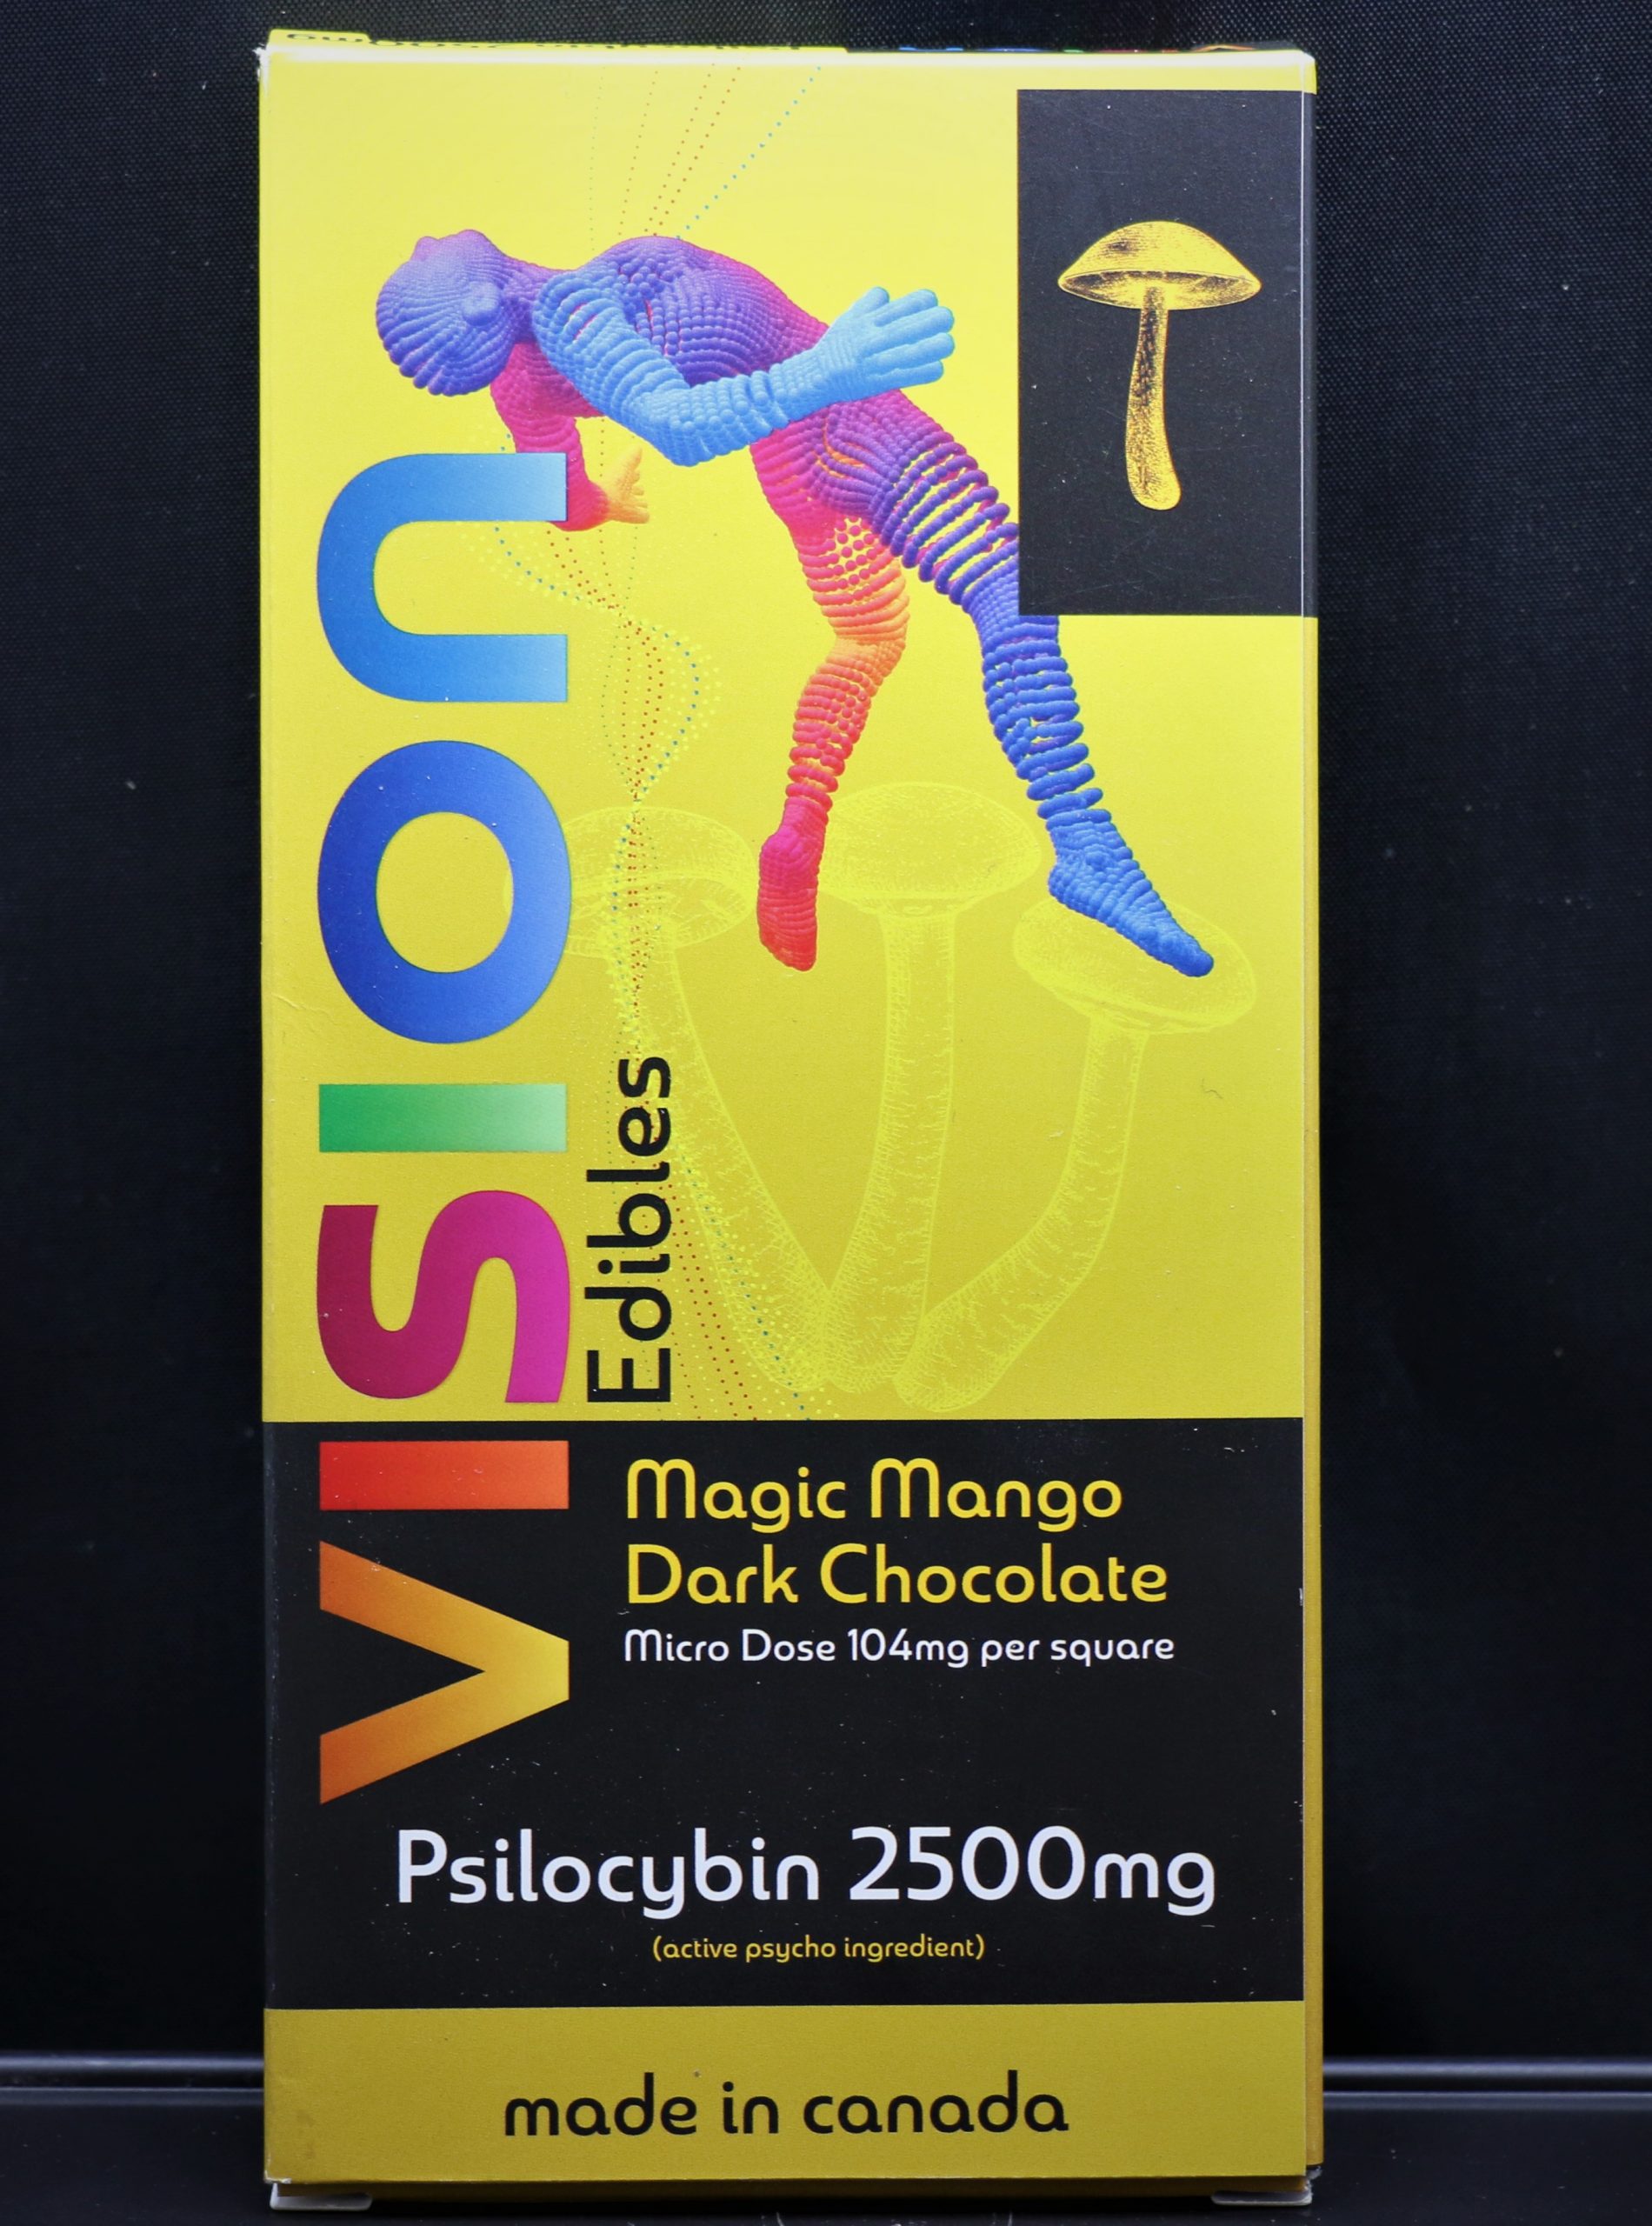 VISION
Edibles
Magic Mango
Dark Chocolate
Micro Dose 104mg per square
Psilocybin 2500mg
(active psycho ingredient)
made in canada